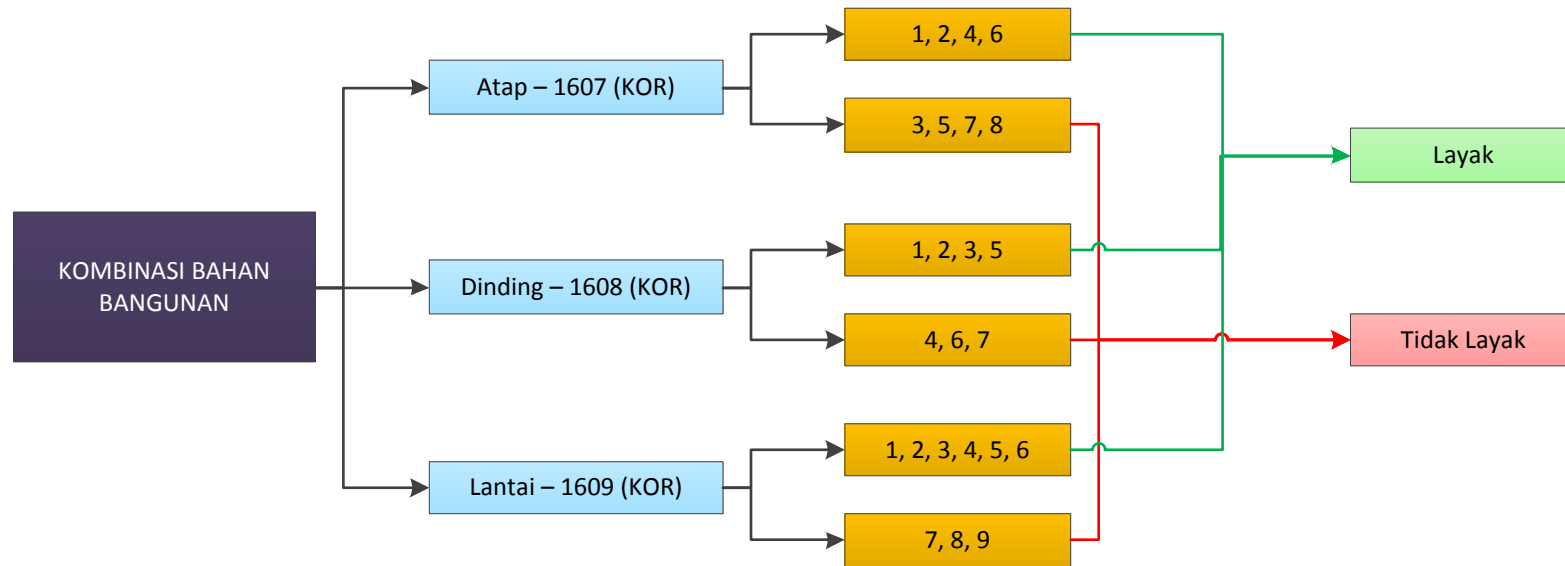 KOMBINASI BAHAN
BANGUNAN
Atap – 1607 (KOR)
Dinding – 1608 (KOR)
Lantai – 1609 (KOR)
1, 2, 4, 6
3, 5, 7, 8
1, 2, 3, 5
4, 6, 7
1, 2, 3, 4, 5, 6
7, 8, 9
Layak
Tidak Layak